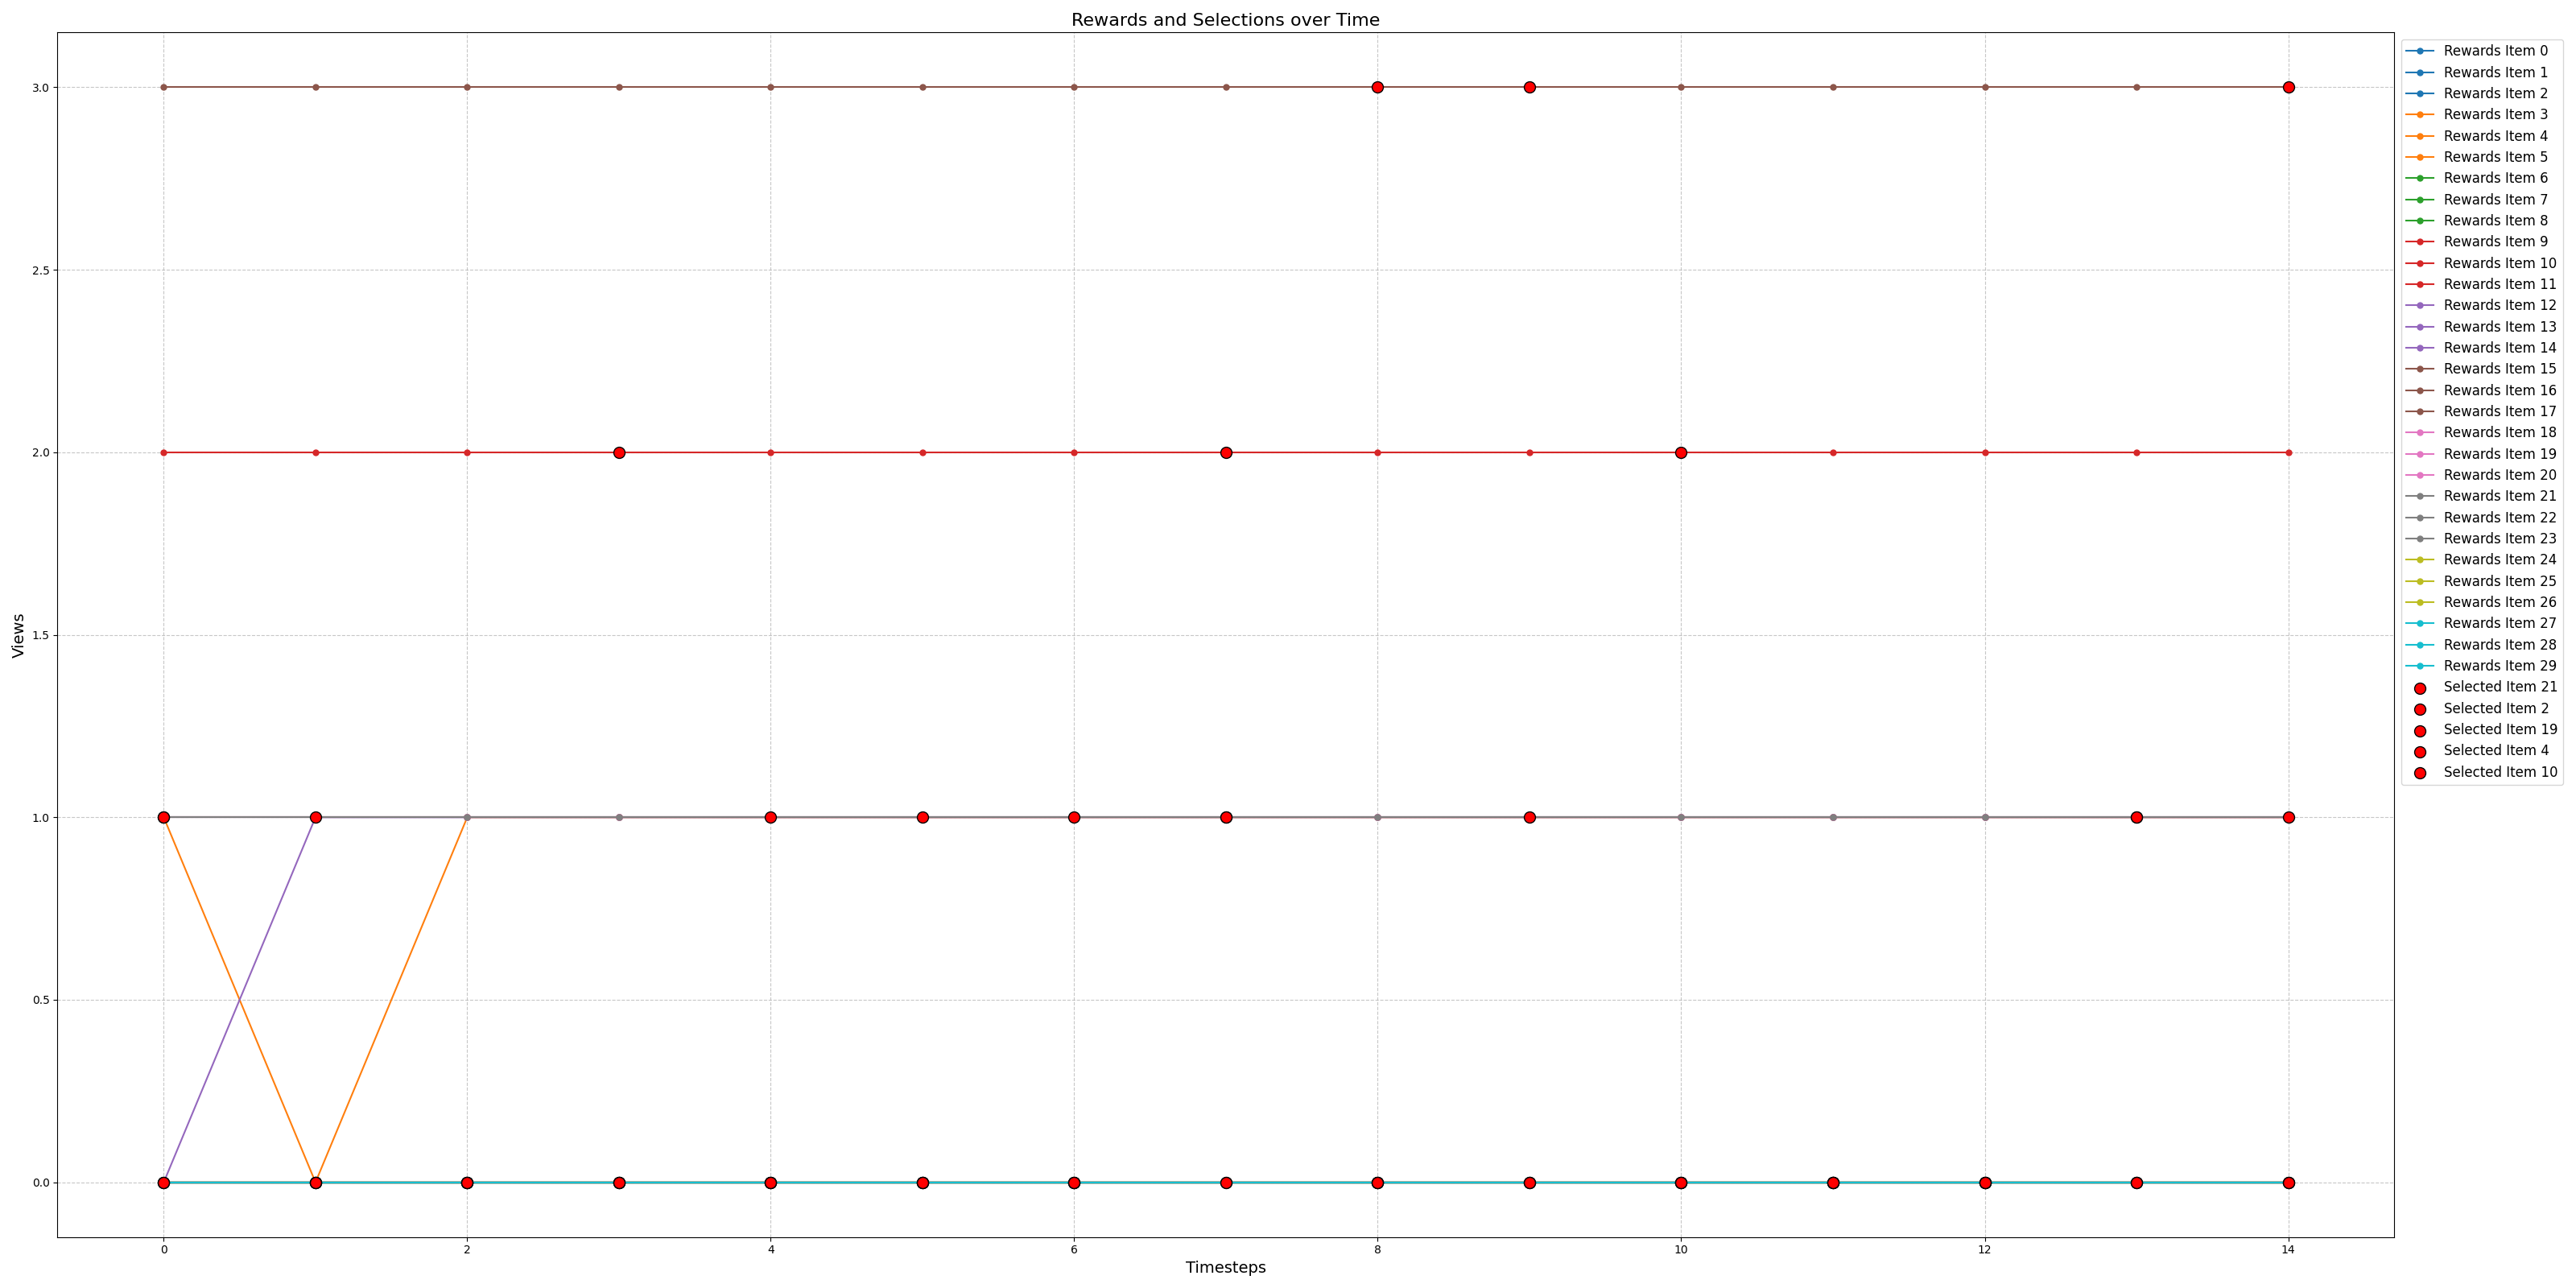 Rewards and Selections over Time
3.0
2.5
2.0
1.5
1.0
0.5
0.0
Views
0
2
4
6
8
10
12
14
Timesteps
Rewards Item 0
Rewards Item 1
Rewards Item 2
Rewards Item 3
Rewards Item 4
Rewards Item 5
Rewards Item 6
Rewards Item 7
Rewards Item 8
Rewards Item 9
Rewards Item 10
Rewards Item 11
Rewards Item 12
Rewards Item 13
Rewards Item 14
Rewards Item 15
Rewards Item 16
Rewards Item 17
Rewards Item 18
Rewards Item 19
Rewards Item 20
Rewards Item 21
Rewards Item 22
Rewards Item 23
Rewards Item 24
Rewards Item 25
Rewards Item 26
Rewards Item 27
Rewards Item 28
Rewards Item 29
Selected Item 21
Selected Item 2
Selected Item 19
Selected Item 4
Selected Item 10